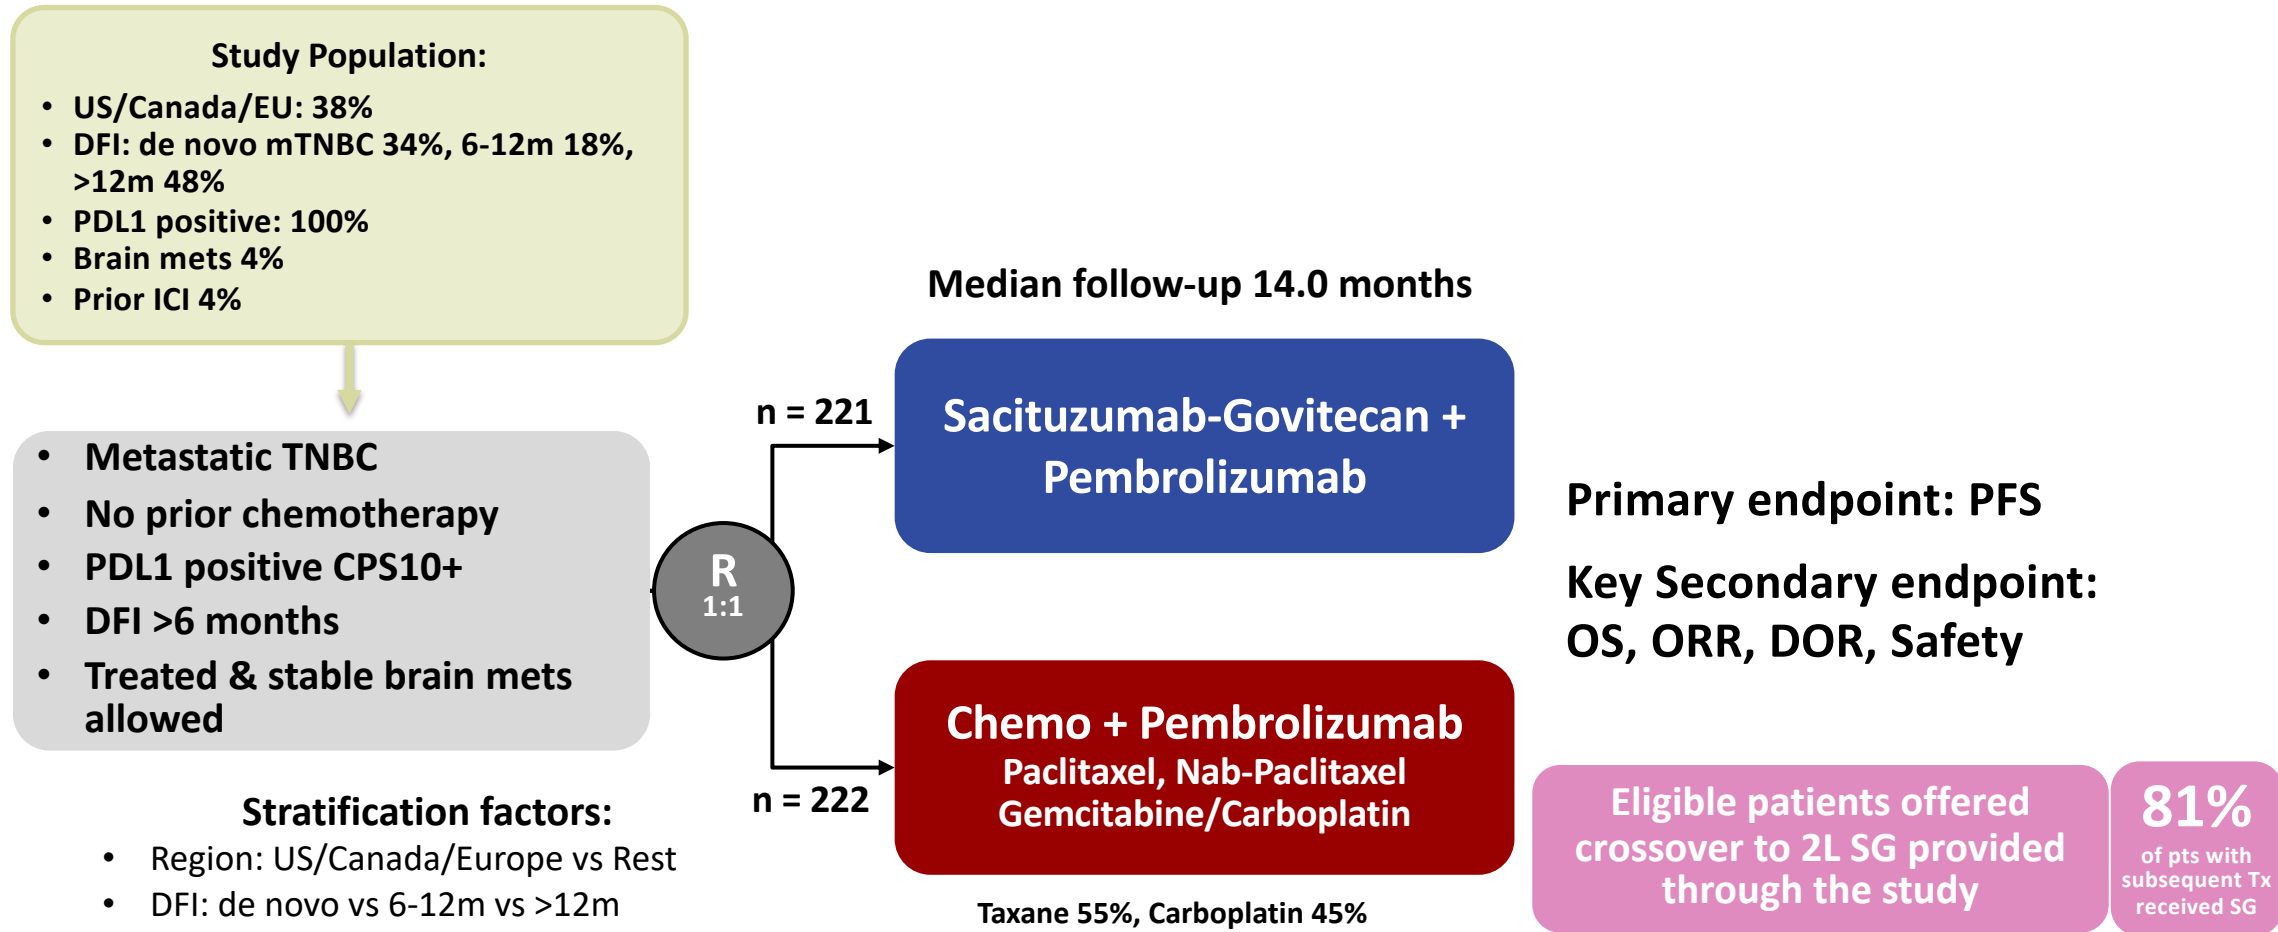 Study Population:
• US/Canada/EU: 38%
• DFI: de novo mTNBC 34%, 6-12m 18%,
>12m 48%
• PDL1 positive: 100%
• Brain mets 4%
• Prior ICI 4%
• Metastatic TNBC
• No prior chemotherapy
• PDL1 positive CPS10+
• DFI >6 months
• Treated & stable brain mets
allowed
Stratification factors:
• Region: US/Canada/Europe vs Rest
• DFI: de novo vs 6-12m vs >12m
R
1:1
n = 221
n = 222
Median follow-up 14.0 months
Sacituzumab-Govitecan +
Pembrolizumab
Chemo + Pembrolizumab
Paclitaxel, Nab-Paclitaxel
Gemcitabine/Carboplatin
Taxane 55%, Carboplatin 45%
Primary endpoint: PFS
Key Secondary endpoint:
OS, ORR, DOR, Safety
Eligible patients offered
crossover to 2L SG provided
through the study
81%
of pts with
subsequent Tx
received SG